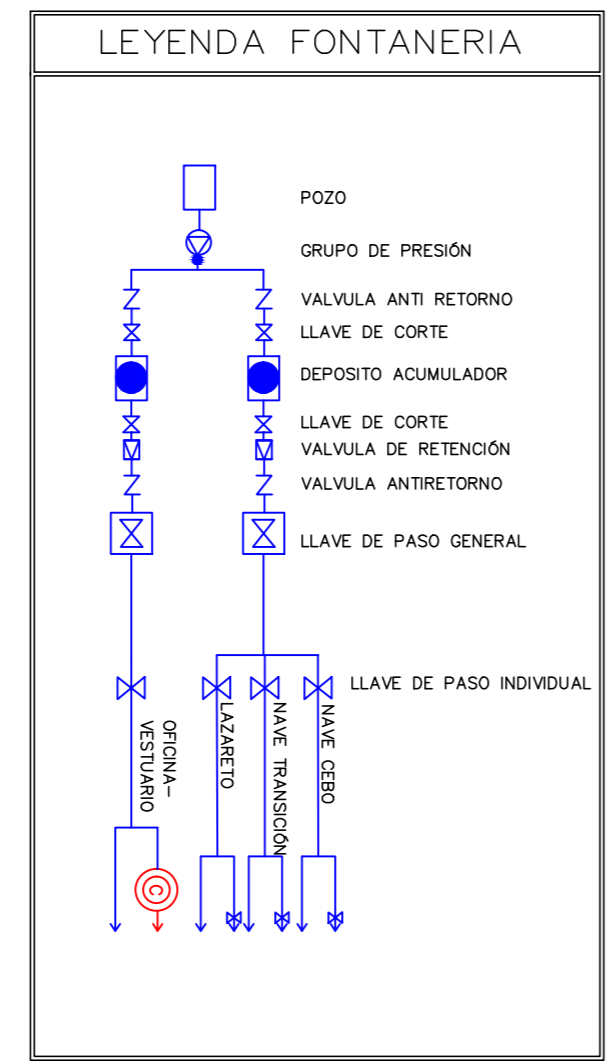 LEYENDA FONTANERIA
POZO
GRUPO DE PRESIÓN
VALVULA ANTI RETORNO
LLAVE DE CORTE
DEPOSITO ACUMULADOR
LLAVE DE CORTE
VALVULA DE RETENCIÓN
VALVULA ANTIRETORNO
LLAVE DE PASO GENERAL
LLAVE DE PASO INDIVIDUAL
OFICINA-
VESTUARIO
LAZARETO
NAVE TRANSICIÓN
NAVE CEBO
C